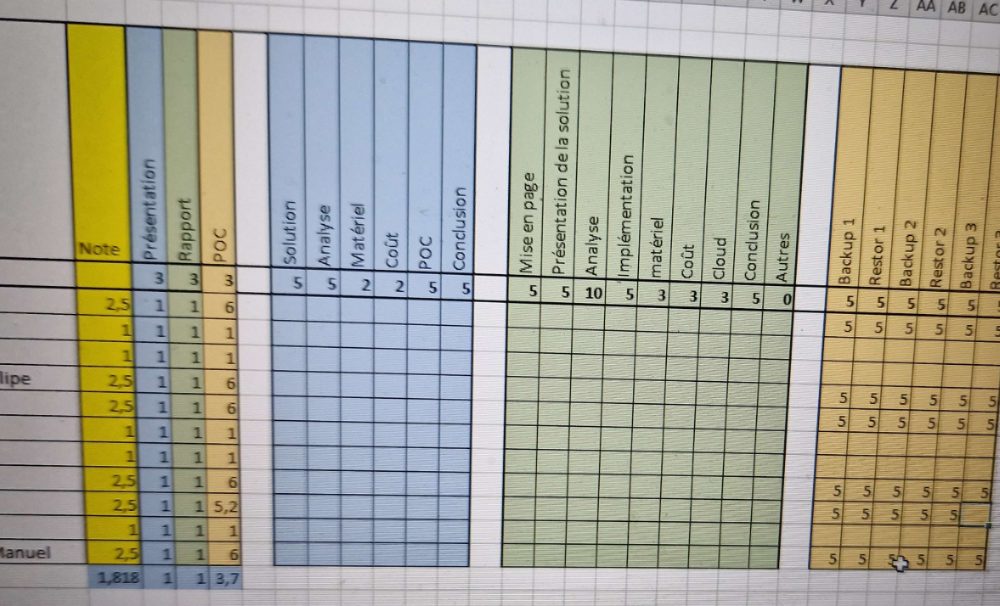 AA AB AC
Note Présentation Rapport POC Solution Analyse Matériel Coût POC Conclusion Mise en page Présentation de la solution Analyse Implémentation matériel Coût Cloud Conclusion Autres Backup 1 Restor 1 Backup 2 Restor 2 Backup 3
3 3 3 5 5 2 2 5 5 5 5 10 5 3 3 3 5 0 5 5 5 5 5
2,5 1 1 6 5 5 5 5 5
1 1 1 1
1 1 1 1
lipe 2,5 1 1 6 5 5 5 5 5 5
2,5 1 1 6 5 5 5 5 5 5
1 1 1 1
1 1 1 1
2,5 1 1 6 5 5 5 5 5 5
2,5 1 1 5,2 5 5 5 5 5
1 1 1 1
Manuel 2,5 1 1 6 5 5 5 5 5 5
1,818 1 1 3,7